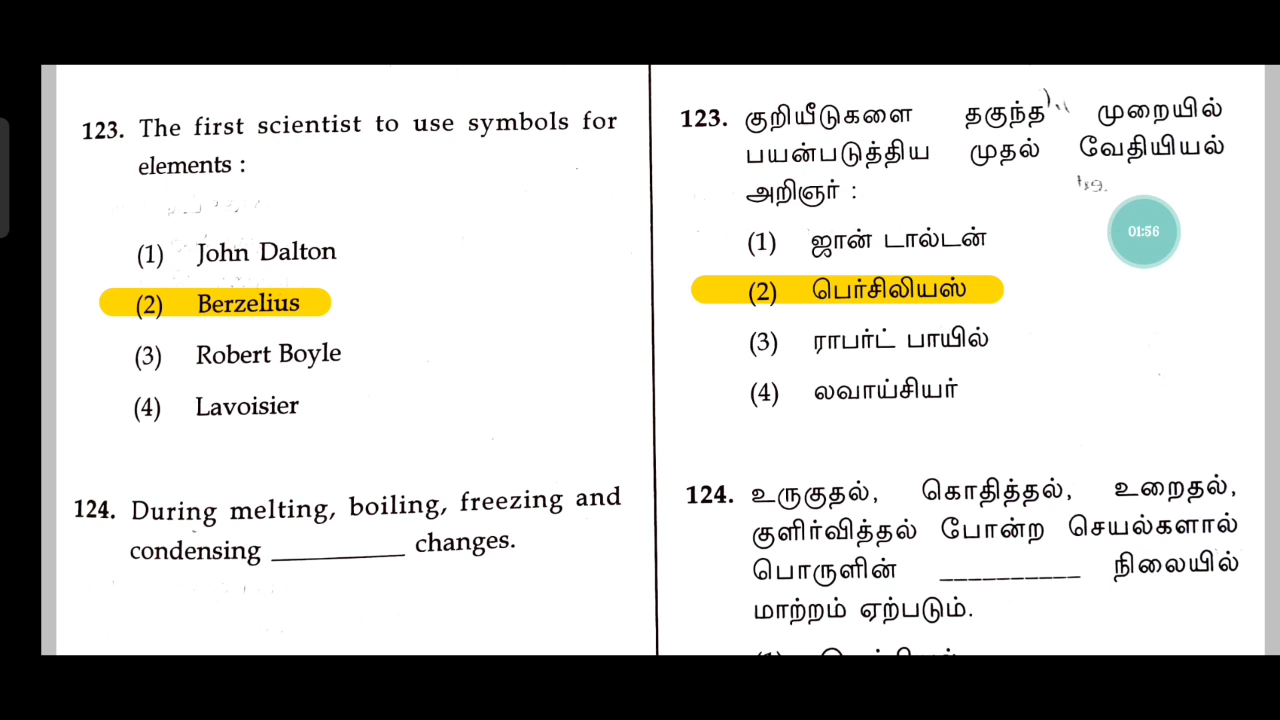 123. The first scientist to use symbols for
elements :
(1) John Dalton
(2) Berzelius
(3) Robert Boyle
(4) Lavoisier
124. During melting, boiling, freezing and
condensing __________ changes.
123. குறியீடுகளை தகுந்த முறையில்
பயன்படுத்திய முதல் வேதியியல்
அறிஞர் :
01:56
(1) ஜான் டால்டன்
(2) பெர்சிலியஸ்
(3) ராபர்ட் பாயில்
(4) லவாய்சியர்
124. உருகுதல், கொதித்தல், உறைதல்,
குளிர்வித்தல் போன்ற செயல்களால்
பொருளின் __________ நிலையில்
மாற்றம் ஏற்படும்.